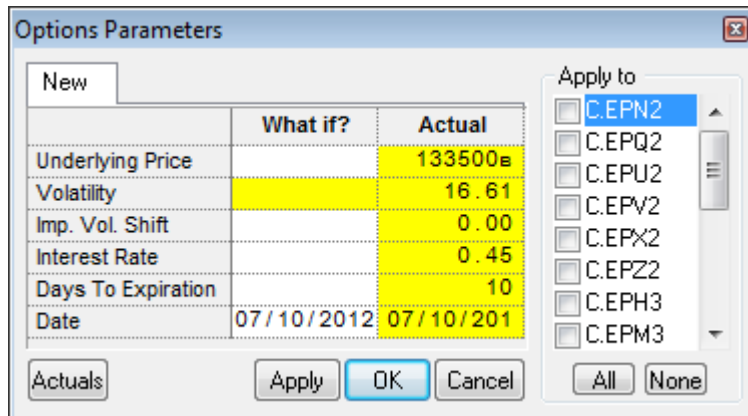 Options Parameters
New
What if? Actual
Underlying Price 133500B
Volatility 16.61
Imp. Vol. Shift 0.00
Interest Rate 0.45
Days To Expiration 10
Date 07/10/2012 07/10/201
Actuals Apply OK Cancel
Apply to
C.EPN2
C.EPQ2
C.EPU2
C.EPV2
C.EPX2
C.EPZ2
C.EPH3
C.EPM3
All None